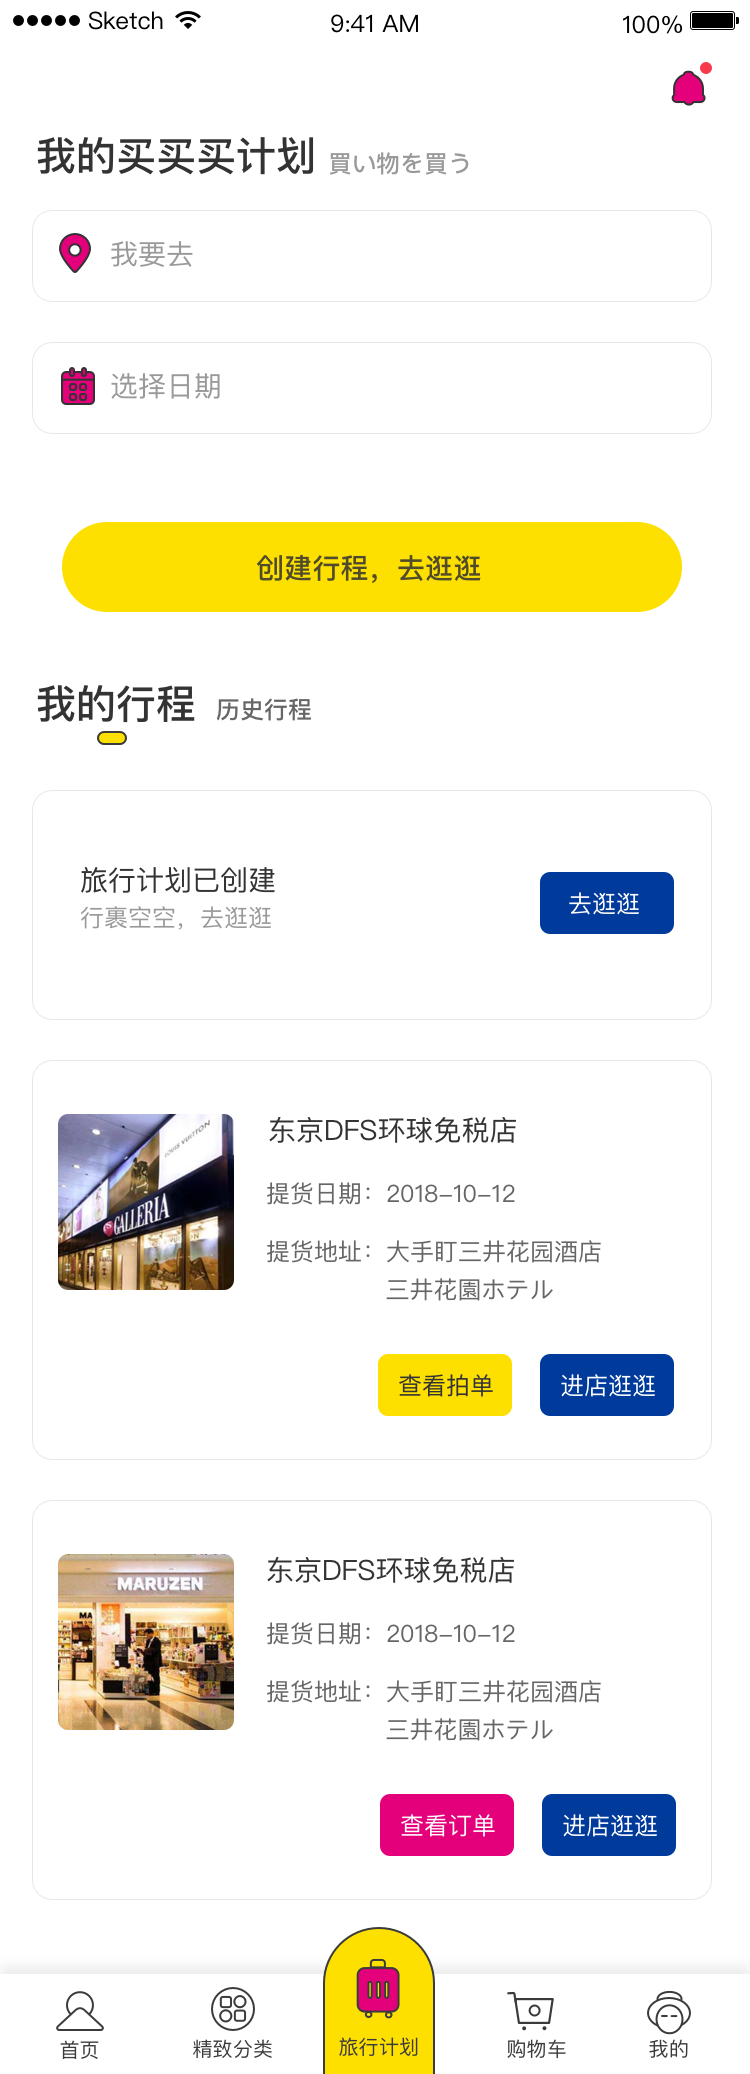 Sketch 9:41 AM 100%
我的买买买计划 買い物を買う
我要去
选择日期
创建行程，去逛逛
我的行程 历史行程
旅行计划已创建
行裹空空，去逛逛
去逛逛
LOUIS VUITTON
GALLERIA
东京DFS环球免税店
提货日期：2018-10-12
提货地址：大手町三井花园酒店
三井花園ホテル
查看拍单 进店逛逛
MARUZEN
MA
东京DFS环球免税店
提货日期：2018-10-12
提货地址：大手町三井花园酒店
三井花園ホテル
查看订单 进店逛逛
首页 精致分类 旅行计划 购物车 我的